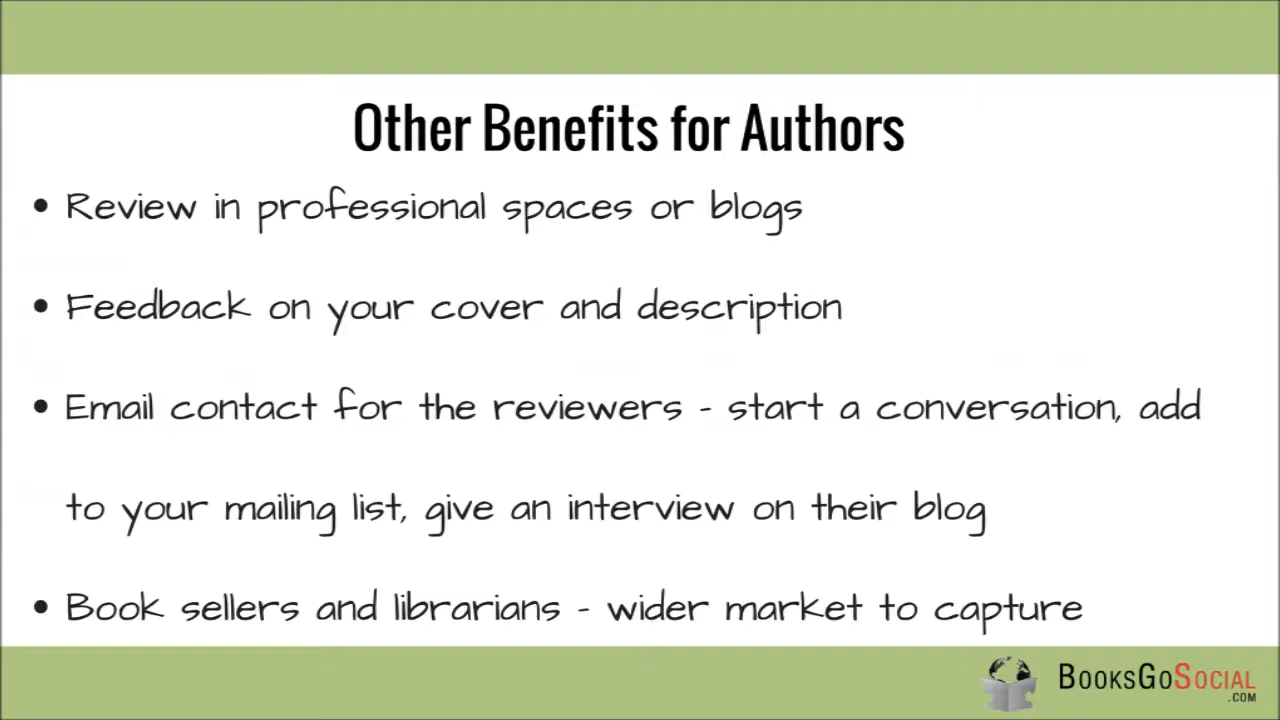 Other Benefits for Authors
• Review in professional spaces or blogs
• Feedback on your cover and description
• Email contact for the reviewers - start a conversation, add
to your mailing list, give an interview on their blog
• Book sellers and librarians - wider market to capture
BooksGoSocial
.com